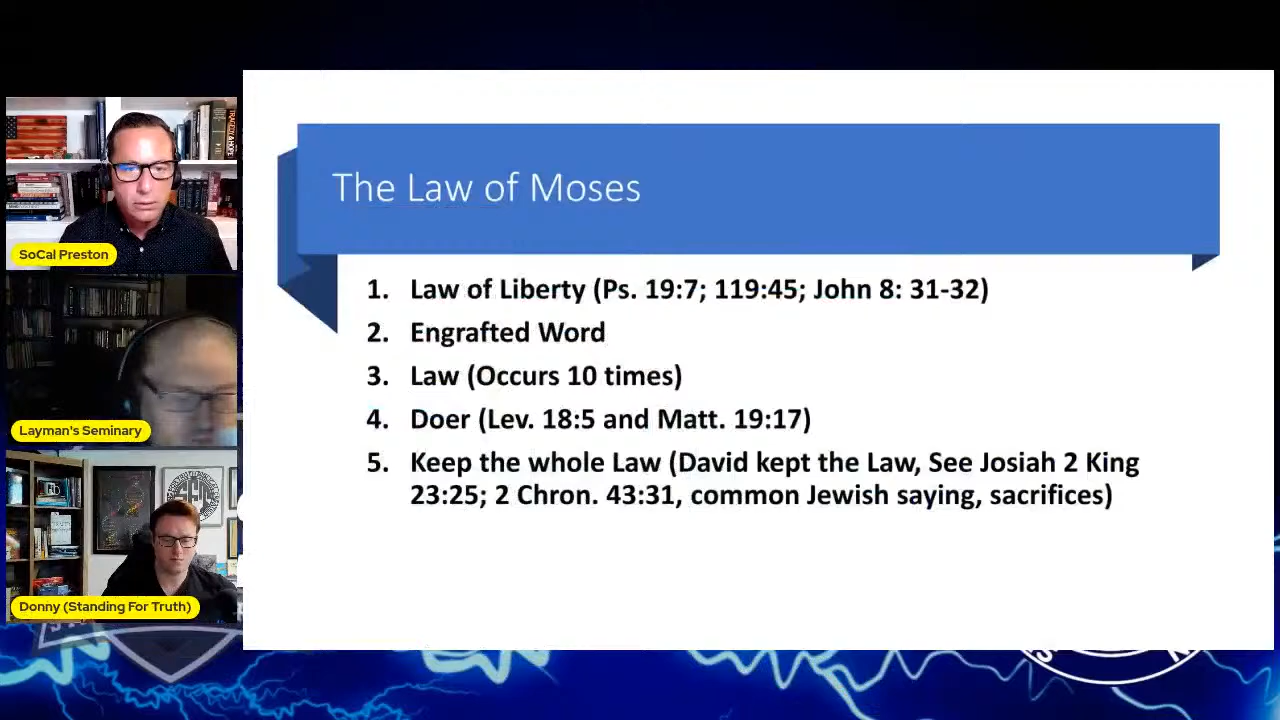 The Law of Moses
1. Law of Liberty (Ps. 19:7; 119:45; John 8: 31-32)
2. Engrafted Word
3. Law (Occurs 10 times)
4. Doer (Lev. 18:5 and Matt. 19:17)
5. Keep the whole Law (David kept the Law, See Josiah 2 King
23:25; 2 Chron. 43:31, common Jewish saying, sacrifices)
TRAGEDY & HOPE
SoCal Preston
Layman's Seminary
Donny (Standing For Truth)